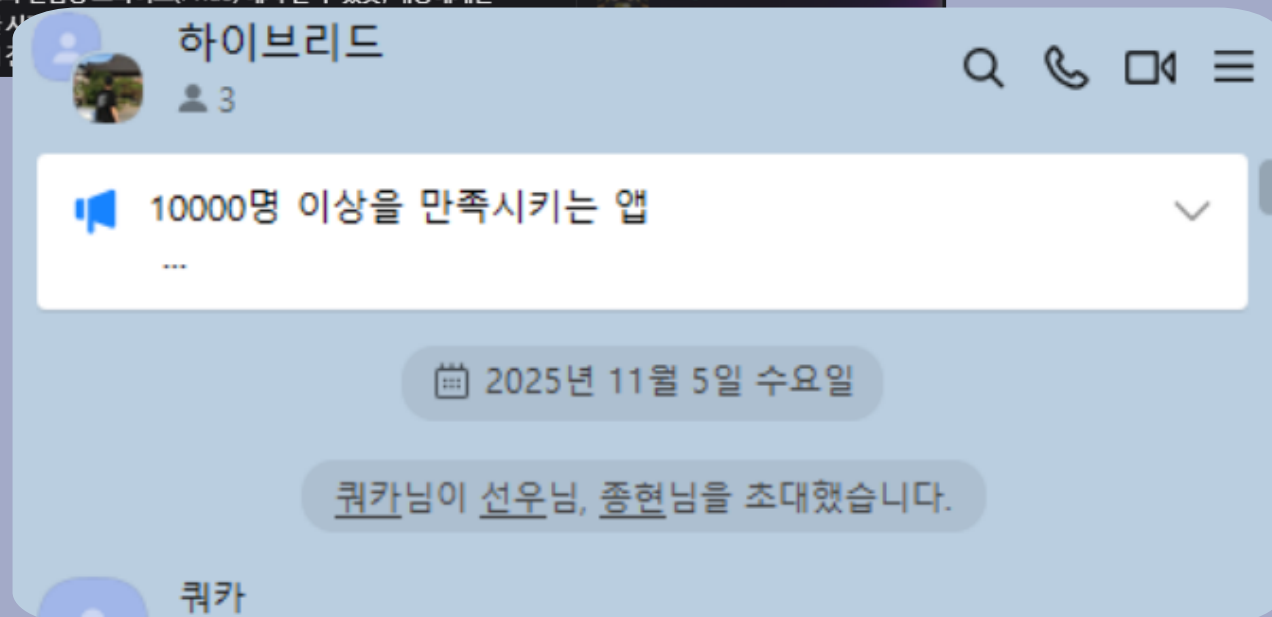 하이브리드
3
10000명 이상을 만족시키는 앱
...
2025년 11월 5일 수요일
쿼카님이 선우님, 종현님을 초대했습니다.
쿼카